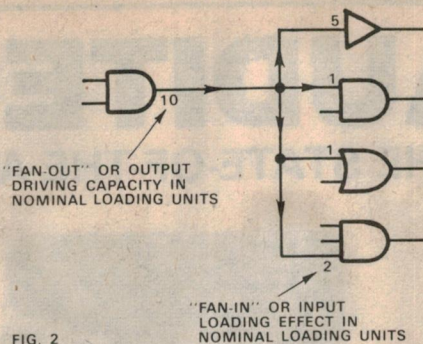 5
1
10
1
"FAN-OUT" OR OUTPUT
DRIVING CAPACITY IN
NOMINAL LOADING UNITS
2
"FAN-IN" OR INPUT
LOADING EFFECT IN
NOMINAL LOADING UNITS
FIG. 2